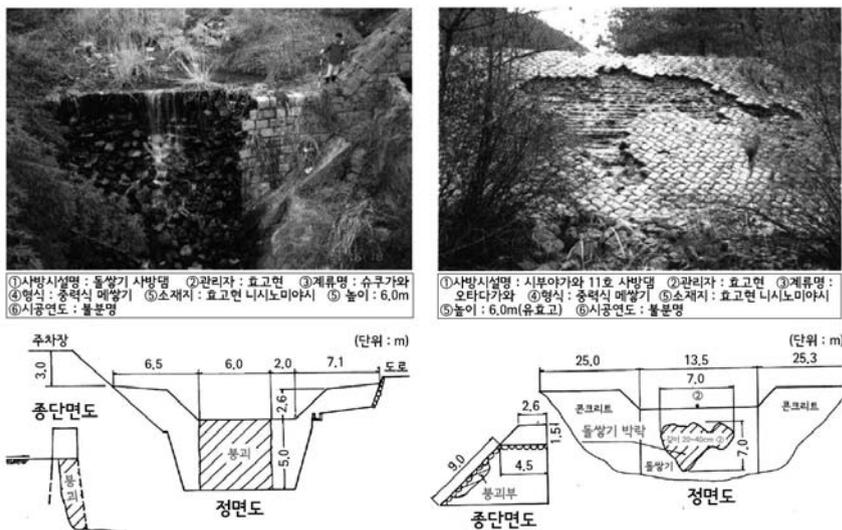 ①사방시설명 : 돌쌓기 사방댐 ②관리자 : 효고현 ③계류명 : 슈쿠가와
④형식 : 중력식 메쌓기 ⑤소재지 : 효고현 니시노미야시 ⑤ 높이 : 6.0m
⑥시공연도 : 불분명
①사방시설명 : 시부야가와 11호 사방댐 ②관리자 : 효고현 ③계류명 :
오타다가와 ④형식 : 중력식 메쌓기 ⑤소재지 : 효고현 니시노미야시
⑤높이 : 6.0m(유효고) ⑥시공연도 : 불분명
주차장
(단위 : m)
6.5
6.0
2.0
7.1
도로
3.0
2.6
종단면도
붕괴
5.0
붕괴
정면도
(단위 : m)
25.0
13.5
25.3
7.0
②
콘크리트
콘크리트
2.6
1.5
돌쌓기 박락
깊이 20~40cm ②
7.0
9.0
4.5
돌쌓기
붕괴부
종단면도
정면도